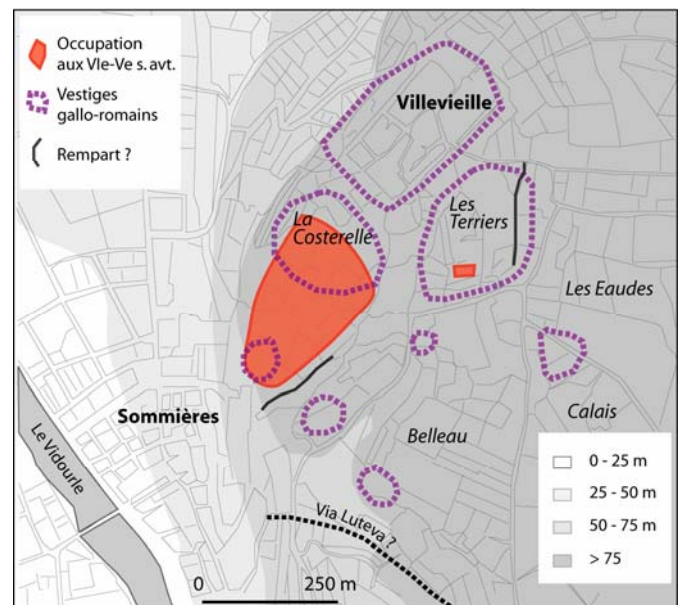 Occupation
aux VIe-Ve s. avt.
Vestiges
gallo-romains
Rempart ?
Villevieille
La
Costerelle
Les
Terriers
Les Eaudes
Sommières
Le Vidourle
Belleau
Calais
Via Luteva ?
0 - 25 m
25 - 50 m
50 - 75 m
> 75
0 250 m